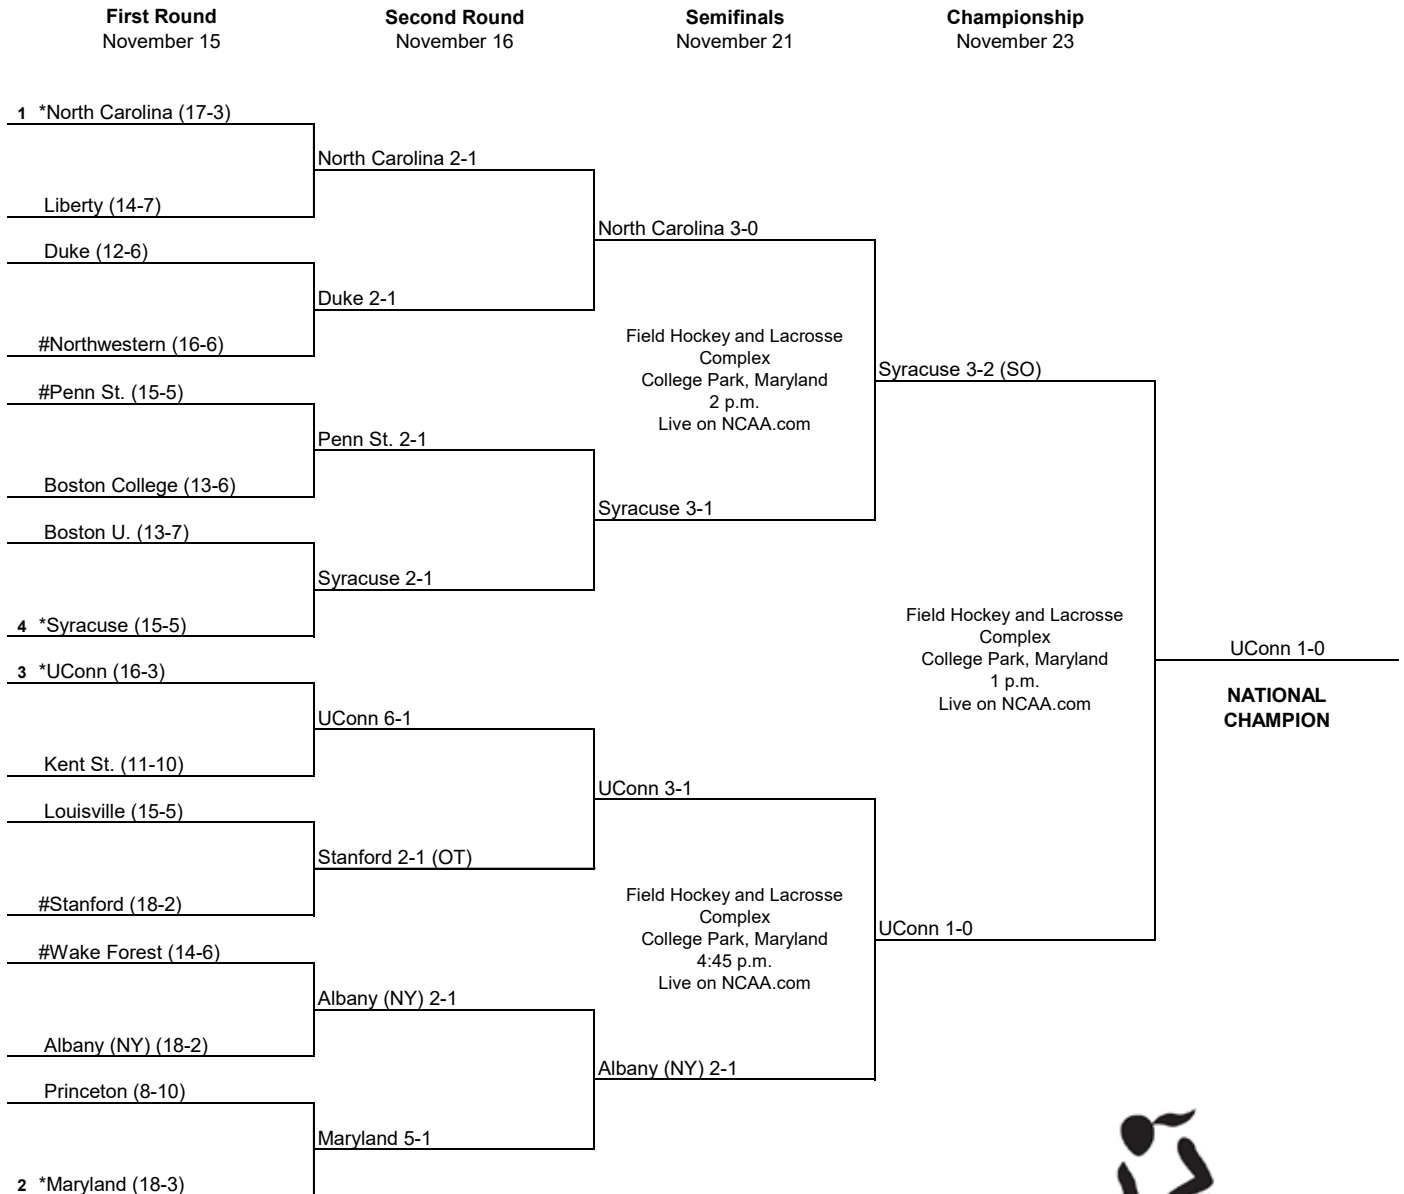 First Round
November 15
Second Round
November 16
Semifinals
November 21
Championship
November 23
1 *North Carolina (17-3)
North Carolina 2-1
Liberty (14-7)
North Carolina 3-0
Duke (12-6)
Duke 2-1
#Northwestern (16-6)
Field Hockey and Lacrosse
Complex
College Park, Maryland
2 p.m.
Live on NCAA.com
Syracuse 3-2 (SO)
#Penn St. (15-5)
Penn St. 2-1
Boston College (13-6)
Syracuse 3-1
Boston U. (13-7)
Syracuse 2-1
4 *Syracuse (15-5)
Field Hockey and Lacrosse
Complex
College Park, Maryland
1 p.m.
Live on NCAA.com
UConn 1-0
NATIONAL
CHAMPION
3 *UConn (16-3)
UConn 6-1
Kent St. (11-10)
UConn 3-1
Louisville (15-5)
Stanford 2-1 (OT)
#Stanford (18-2)
Field Hockey and Lacrosse
Complex
College Park, Maryland
4:45 p.m.
Live on NCAA.com
UConn 1-0
#Wake Forest (14-6)
Albany (NY) 2-1
Albany (NY) (18-2)
Albany (NY) 2-1
Princeton (8-10)
Maryland 5-1
2 *Maryland (18-3)